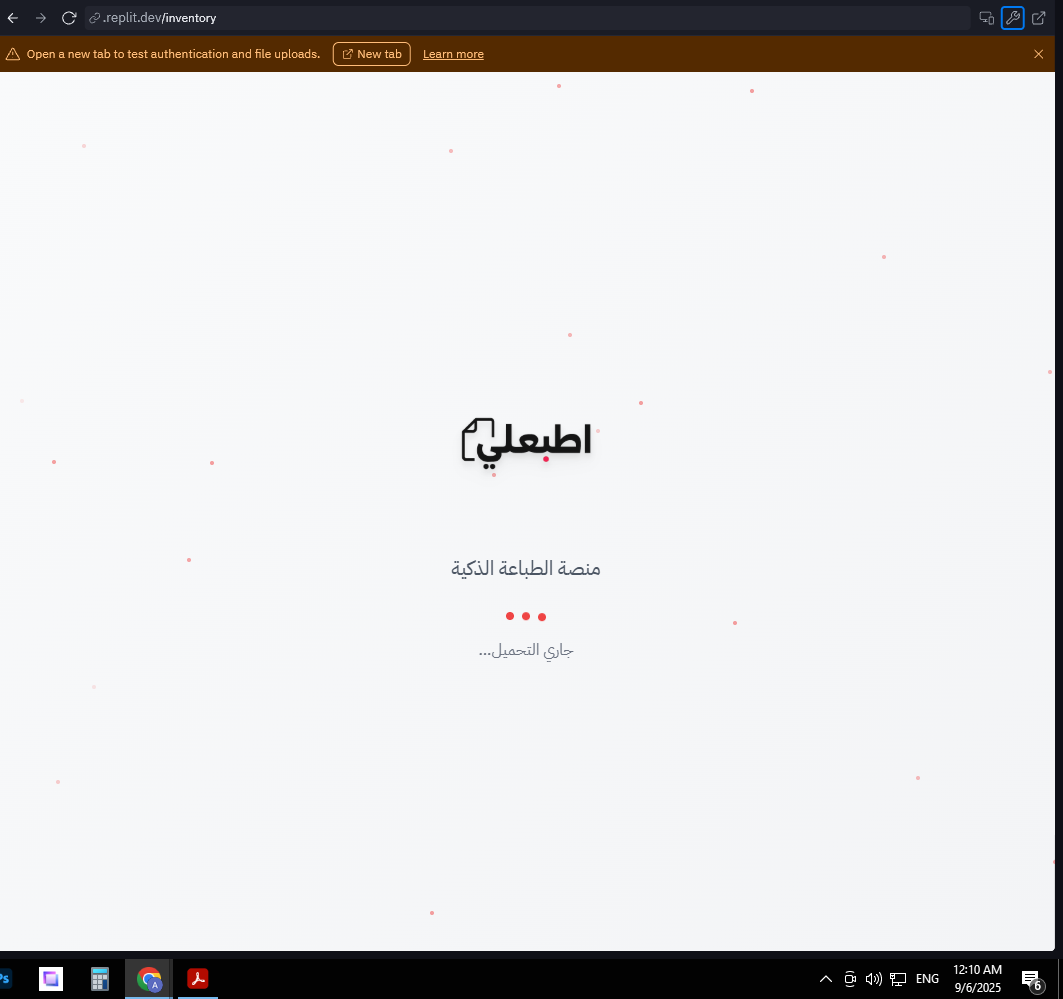 .replit.dev/inventory
Open a new tab to test authentication and file uploads. New tab Learn more
اطبعلي
منصة الطباعة الذكية
جاري التحميل...
Ps
A
ENG
12:10 AM
9/6/2025
6